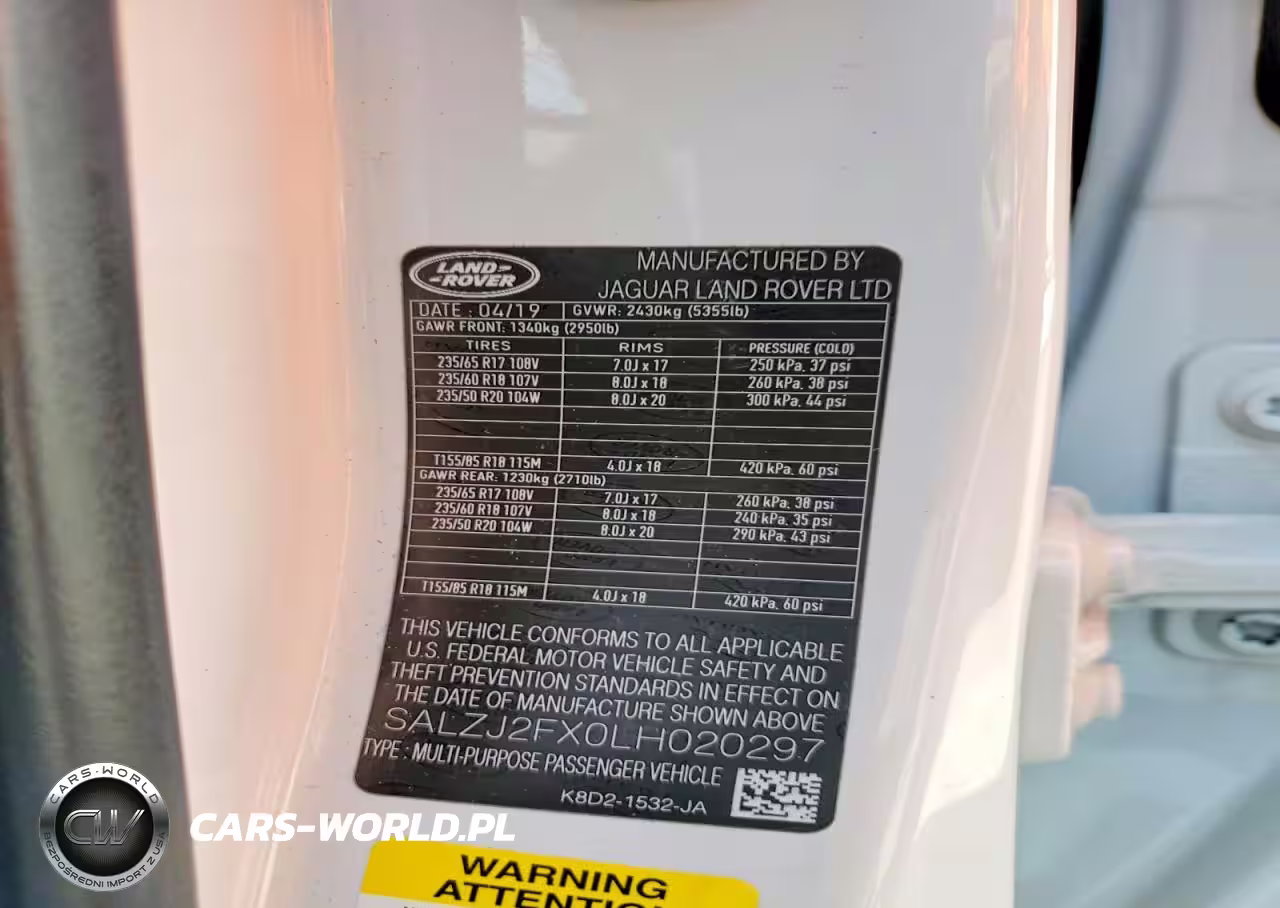 LAND-
-ROVER
MANUFACTURED BY
JAGUAR LAND ROVER LTD
DATE : 04/19 GVWR: 2430kg (5355lb)
GAWR FRONT: 1340kg (2950lb)
TIRES RIMS PRESSURE (COLD)
235/65 R17 108V 7.0J x 17 250 kPa, 37 psi
235/60 R18 107V 8.0J x 18 260 kPa, 38 psi
235/50 R20 104W 8.0J x 20 300 kPa, 44 psi
T155/85 R18 115M 4.0J x 18 420 kPa, 60 psi
GAWR REAR: 1230kg (2710lb)
235/65 R17 108V 7.0J x 17 260 kPa, 38 psi
235/60 R18 107V 8.0J x 18 240 kPa, 35 psi
235/50 R20 104W 8.0J x 20 290 kPa, 43 psi
T155/85 R18 115M 4.0J x 18 420 kPa, 60 psi
THIS VEHICLE CONFORMS TO ALL APPLICABLE
U.S. FEDERAL MOTOR VEHICLE SAFETY AND
THEFT PREVENTION STANDARDS IN EFFECT ON
THE DATE OF MANUFACTURE SHOWN ABOVE
SALZJ2FX0LH020297
TYPE : MULTI-PURPOSE PASSENGER VEHICLE
K8D2-1532-JA
WARNING
ATTENTION
CARS-WORLD
CW
BEZPOŚREDNI IMPORT Z USA
CARS-WORLD.PL